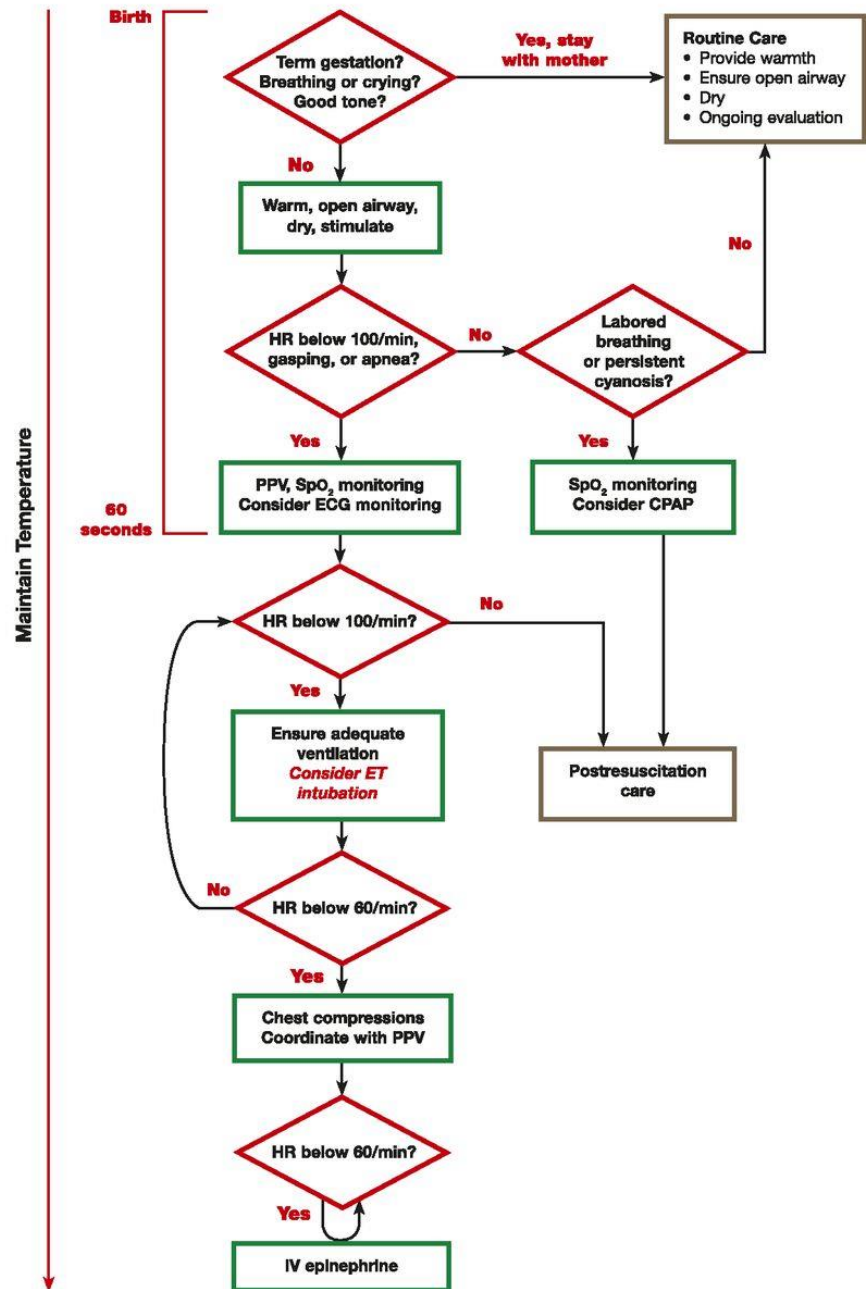 Birth
Term gestation?
Breathing or crying?
Good tone?
Yes, stay
with mother
Routine Care
• Provide warmth
• Ensure open airway
• Dry
• Ongoing evaluation
No
Warm, open airway,
dry, stimulate
No
HR below 100/min,
gasping, or apnea?
No
Labored
breathing
or persistent
cyanosis?
Yes
Yes
PPV, SpO₂ monitoring
Consider ECG monitoring
SpO₂ monitoring
Consider CPAP
60
seconds
Maintain Temperature
HR below 100/min?
No
Yes
Ensure adequate
ventilation
Consider ET
intubation
Postresuscitation
care
No
HR below 60/min?
Yes
Chest compressions
Coordinate with PPV
HR below 60/min?
Yes
IV epinephrine